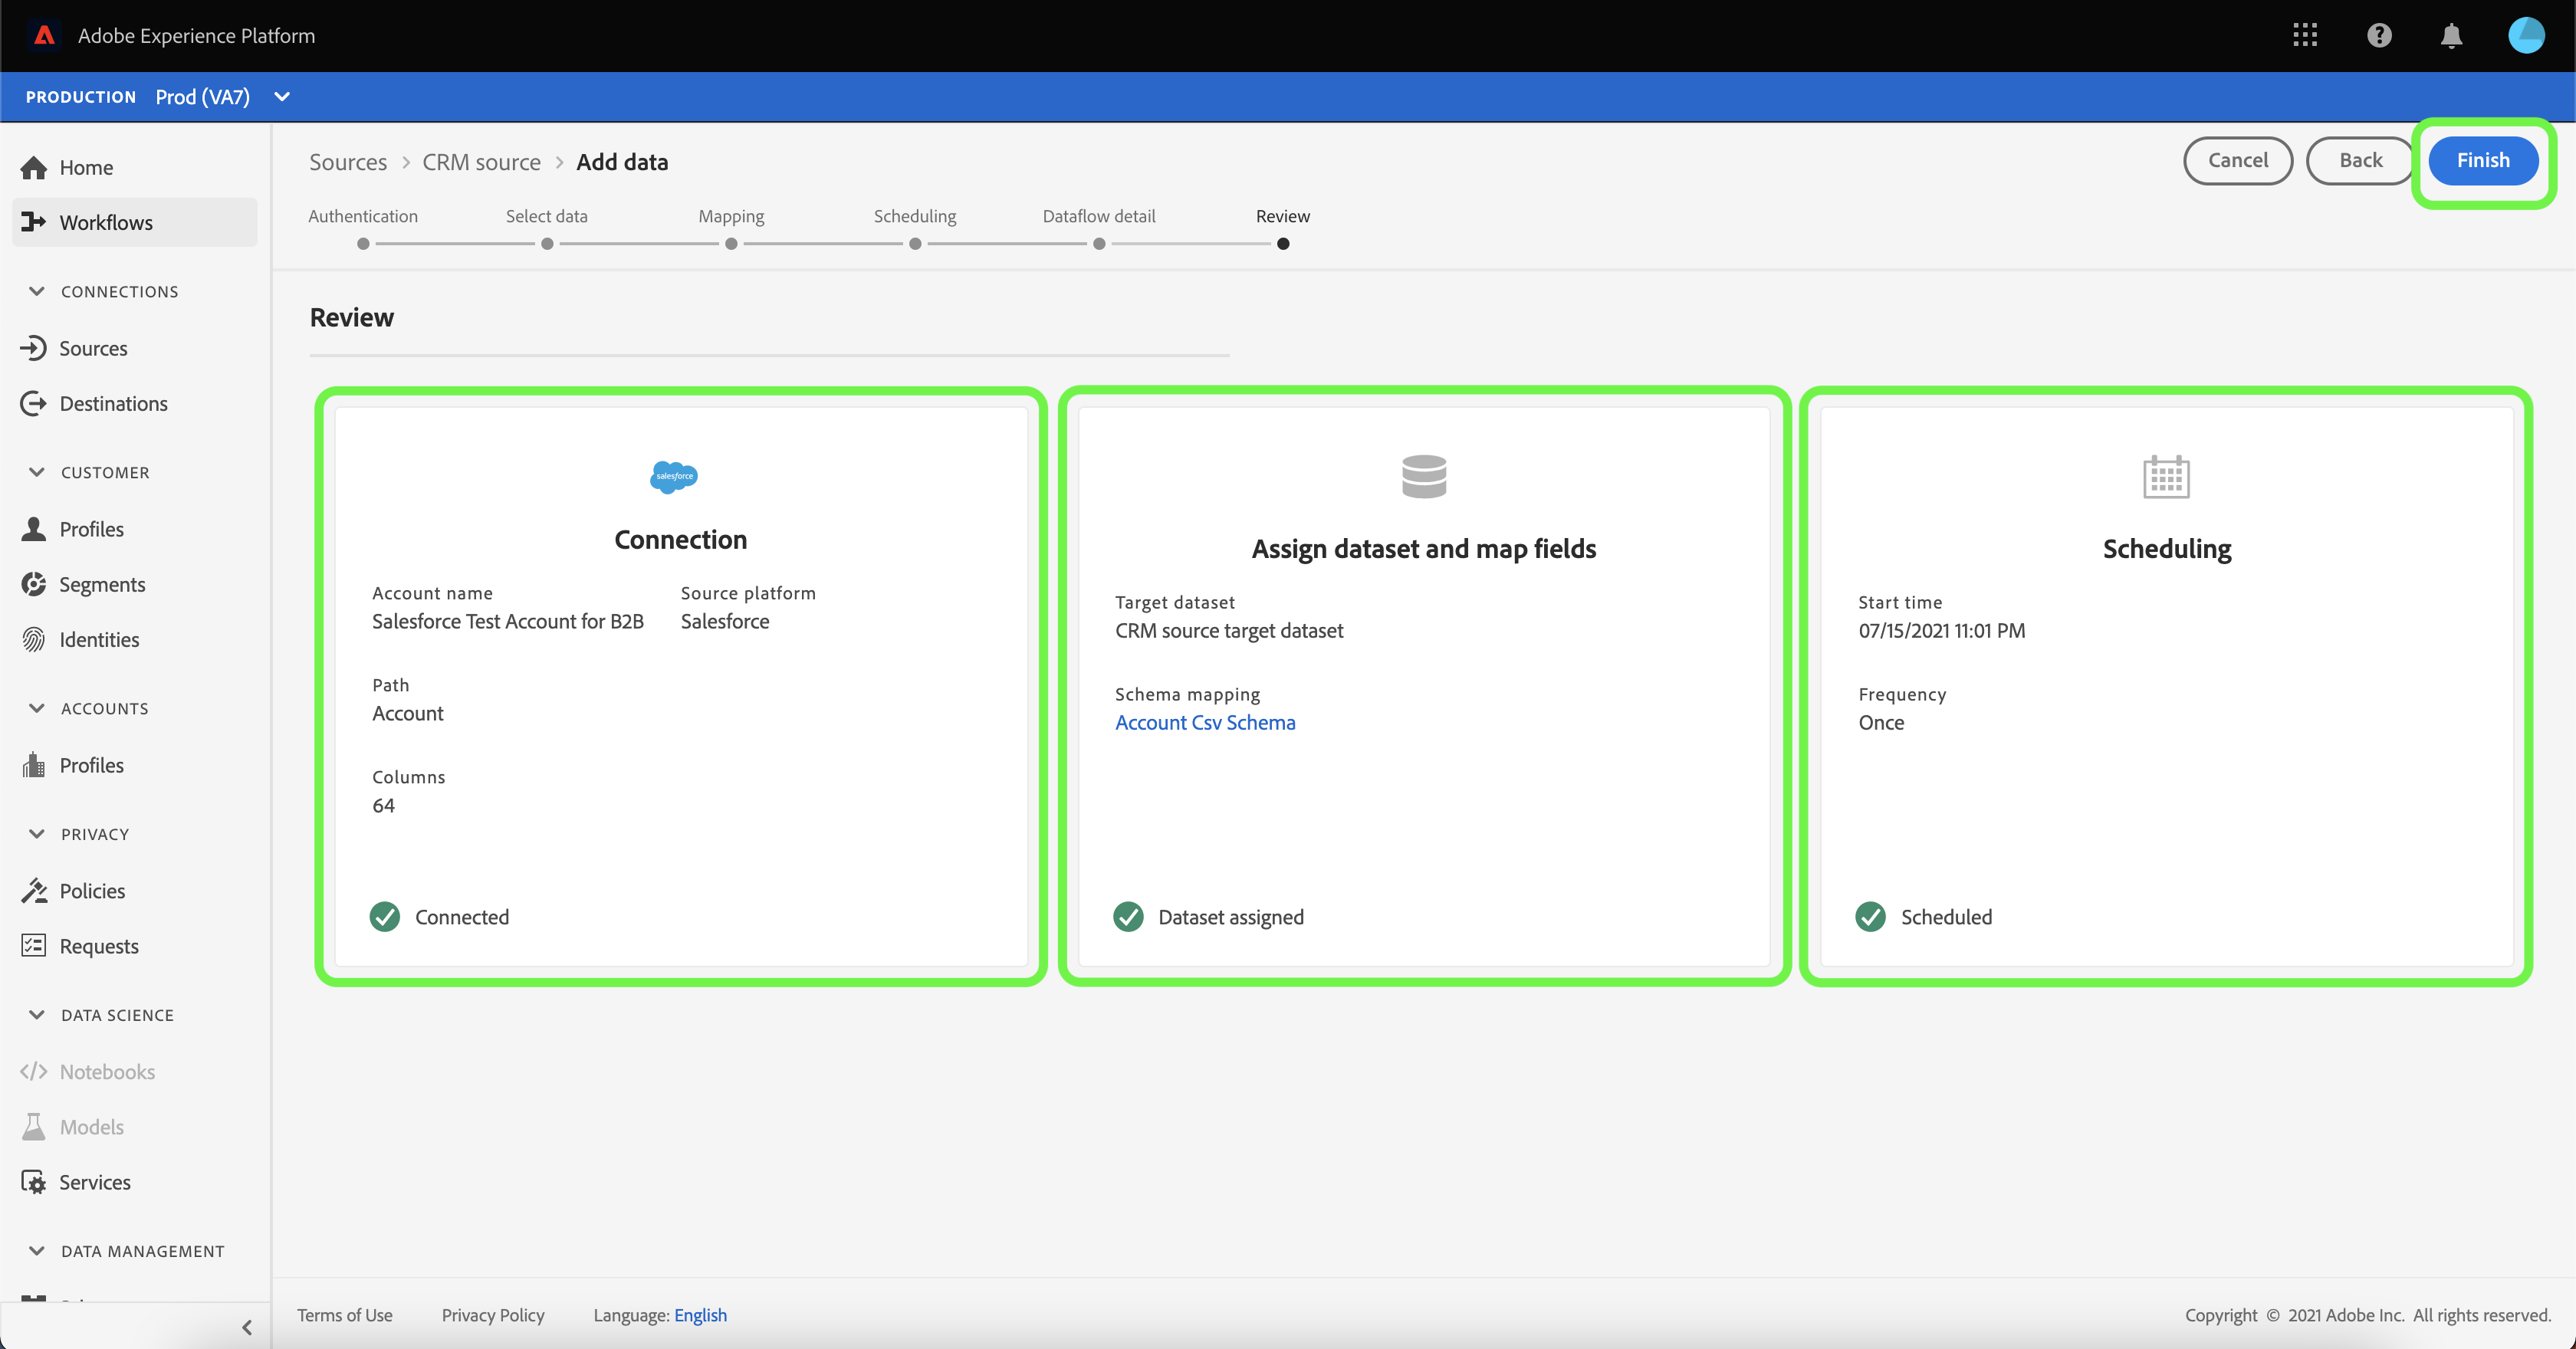 Adobe Experience Platform
PRODUCTION Prod (VA7)
Home
Workflows
CONNECTIONS
Sources
Destinations
CUSTOMER
Profiles
Segments
Identities
ACCOUNTS
Profiles
PRIVACY
Policies
Requests
DATA SCIENCE
Notebooks
Models
Services
DATA MANAGEMENT
Sources > CRM source > Add data
Cancel Back Finish
Authentication Select data Mapping Scheduling Dataflow detail Review
Review
salesforce
Connection
Account name Source platform
Salesforce Test Account for B2B Salesforce
Path
Account
Columns
64
Connected
Assign dataset and map fields
Target dataset
CRM source target dataset
Schema mapping
Account Csv Schema
Dataset assigned
Scheduling
Start time
07/15/2021 11:01 PM
Frequency
Once
Scheduled
Terms of Use Privacy Policy Language: English
Copyright © 2021 Adobe Inc. All rights reserved.